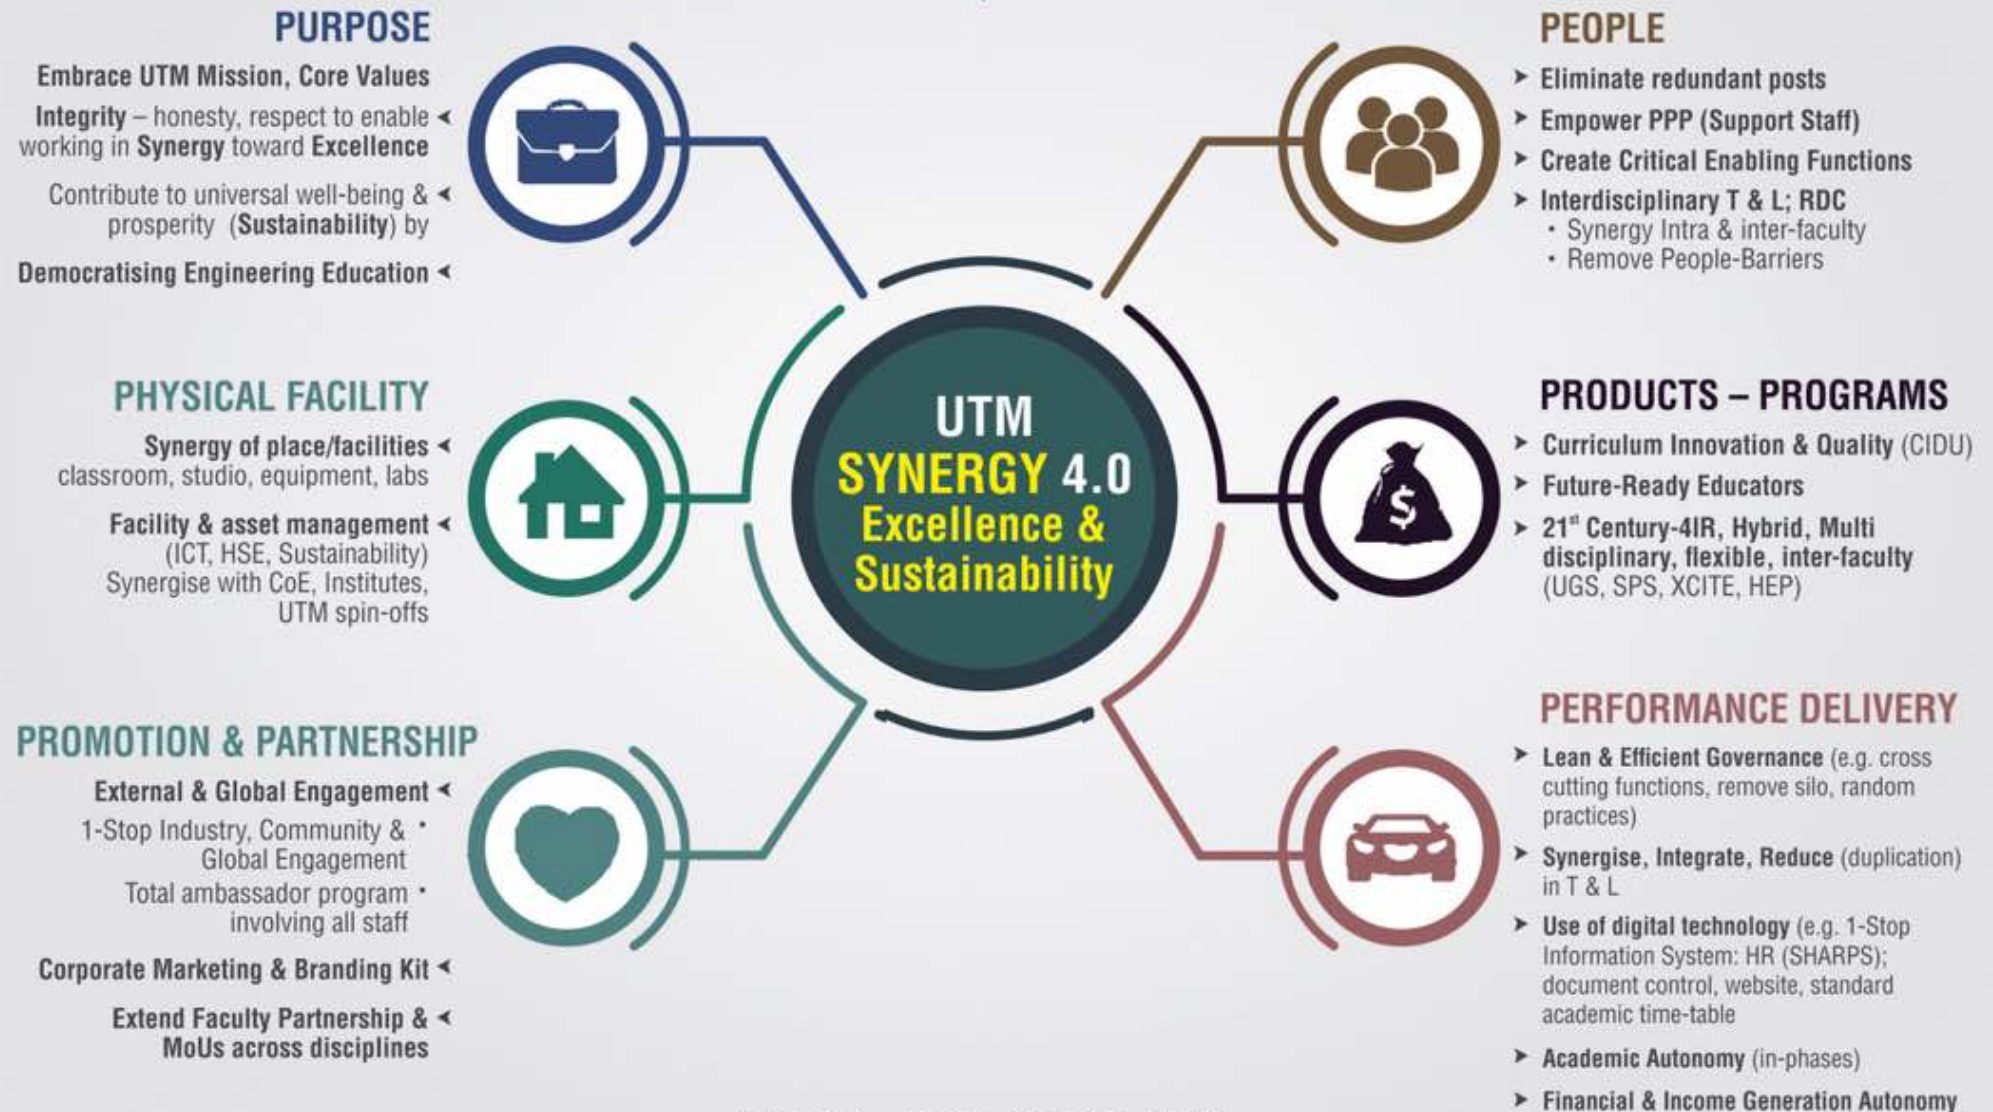 PURPOSE
Embrace UTM Mission, Core Values
Integrity – honesty, respect to enable
working in Synergy toward Excellence
Contribute to universal well-being &
prosperity (Sustainability) by
Democratising Engineering Education
PHYSICAL FACILITY
Synergy of place/facilities
classroom, studio, equipment, labs
Facility & asset management
(ICT, HSE, Sustainability)
Synergise with CoE, Institutes,
UTM spin-offs
PROMOTION & PARTNERSHIP
External & Global Engagement
1-Stop Industry, Community &
Global Engagement
Total ambassador program
involving all staff
Corporate Marketing & Branding Kit
Extend Faculty Partnership &
MoUs across disciplines
UTM
SYNERGY 4.0
Excellence &
Sustainability
PEOPLE
Eliminate redundant posts
Empower PPP (Support Staff)
Create Critical Enabling Functions
Interdisciplinary T & L; RDC
• Synergy Intra & inter-faculty
• Remove People-Barriers
PRODUCTS – PROGRAMS
Curriculum Innovation & Quality (CIDU)
Future-Ready Educators
21st Century-4IR, Hybrid, Multi
disciplinary, flexible, inter-faculty
(UGS, SPS, XCITE, HEP)
$
PERFORMANCE DELIVERY
Lean & Efficient Governance (e.g. cross
cutting functions, remove silo, random
practices)
Synergise, Integrate, Reduce (duplication)
in T & L
Use of digital technology (e.g. 1-Stop
Information System: HR (SHARPS);
document control, website, standard
academic time-table
Academic Autonomy (in-phases)
Financial & Income Generation Autonomy